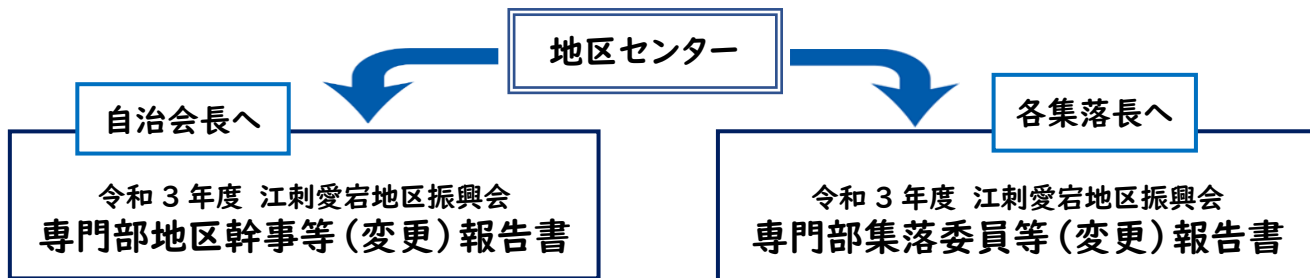 地区センター
自治会長へ
令和3年度 江刺愛宕地区振興会
専門部地区幹事等(変更)報告書
各集落長へ
令和3年度 江刺愛宕地区振興会
専門部集落委員等(変更)報告書